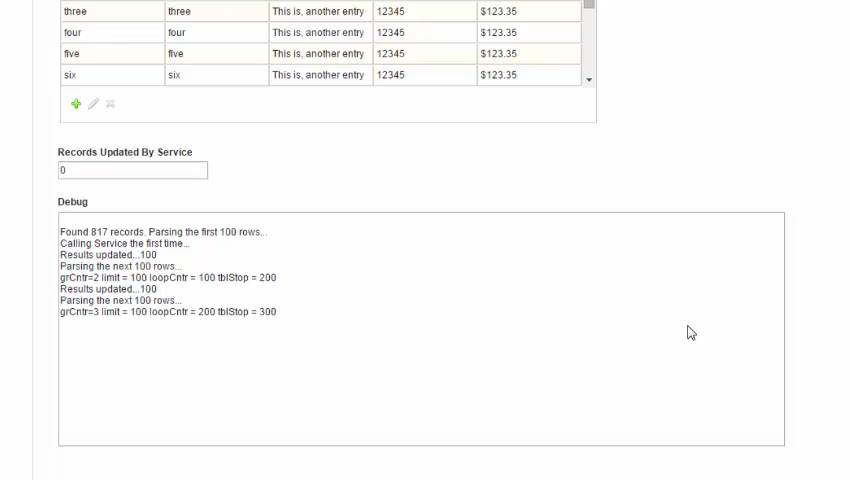 three three This is, another entry 12345 $123.35
four four This is, another entry 12345 $123.35
five five This is, another entry 12345 $123.35
six six This is, another entry 12345 $123.35
Records Updated By Service
0
Debug
Found 817 records. Parsing the first 100 rows...
Calling Service the first time...
Results updated...100
Parsing the next 100 rows...
grCntr=2 limit = 100 loopCntr = 100 tblStop = 200
Results updated...100
Parsing the next 100 rows...
grCntr=3 limit = 100 loopCntr = 200 tblStop = 300